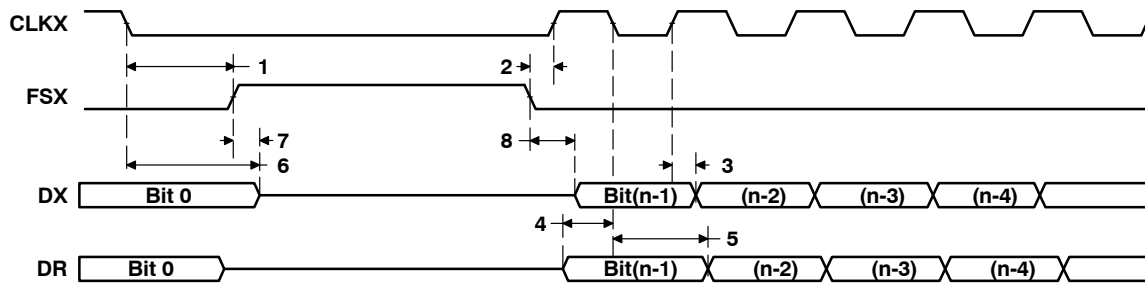 CLKX
1
2
FSX
7
8
6
3
DX
Bit 0
Bit(n-1)
(n-2)
(n-3)
(n-4)
4
5
DR
Bit 0
Bit(n-1)
(n-2)
(n-3)
(n-4)